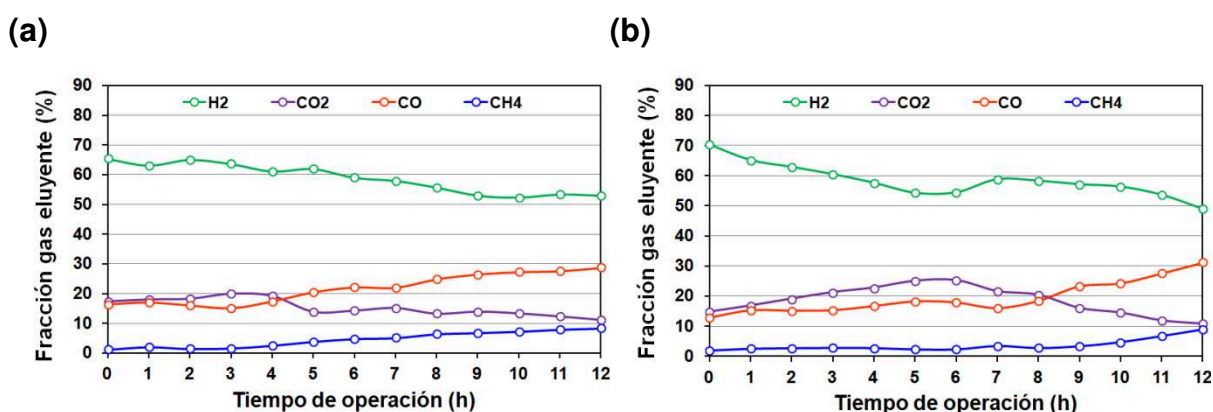 (a)
(b)
Fracción gas eluyente (%)
90
80
70
60
50
40
30
20
10
0
H2 CO2 CO CH4
0 1 2 3 4 5 6 7 8 9 10 11 12
Tiempo de operación (h)
Fracción gas eluyente (%)
90
80
70
60
50
40
30
20
10
0
H2 CO2 CO CH4
0 1 2 3 4 5 6 7 8 9 10 11 12
Tiempo de operación (h)